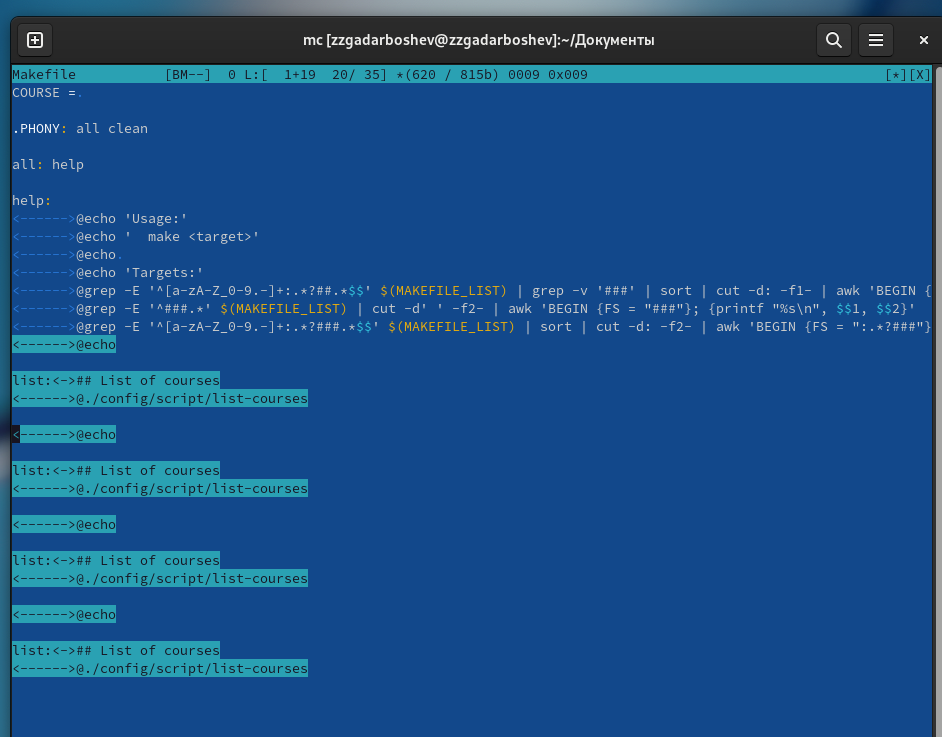 mc [zzgadarboshev@zzgadarboshev]:~/Документы
Makefile [BM--] 0 L:[ 1+19 20/ 35] *(620 / 815b) 0009 0x009 [*][X]
COURSE =.
.PHONY: all clean
all: help
help:
<------>@echo 'Usage:'
<------>@echo '  make <target>'
<------>@echo.
<------>@echo 'Targets:'
<------>@grep -E '^[a-zA-Z_0-9.-]+:.*?##.*$$' $(MAKEFILE_LIST) | grep -v '###' | sort | cut -d: -f1- | awk 'BEGIN {
<------>@grep -E '^###.*' $(MAKEFILE_LIST) | cut -d' ' -f2- | awk 'BEGIN {FS = "###"}; {printf "%s\n", $$1, $$2}'
<------>@grep -E '^[a-zA-Z_0-9.-]+:.*?###.*$$' $(MAKEFILE_LIST) | sort | cut -d: -f2- | awk 'BEGIN {FS = ":.*?###"}
<------>@echo
list:<->## List of courses
<------>@./config/script/list-courses
<------>@echo
list:<->## List of courses
<------>@./config/script/list-courses
<------>@echo
list:<->## List of courses
<------>@./config/script/list-courses
<------>@echo
list:<->## List of courses
<------>@./config/script/list-courses